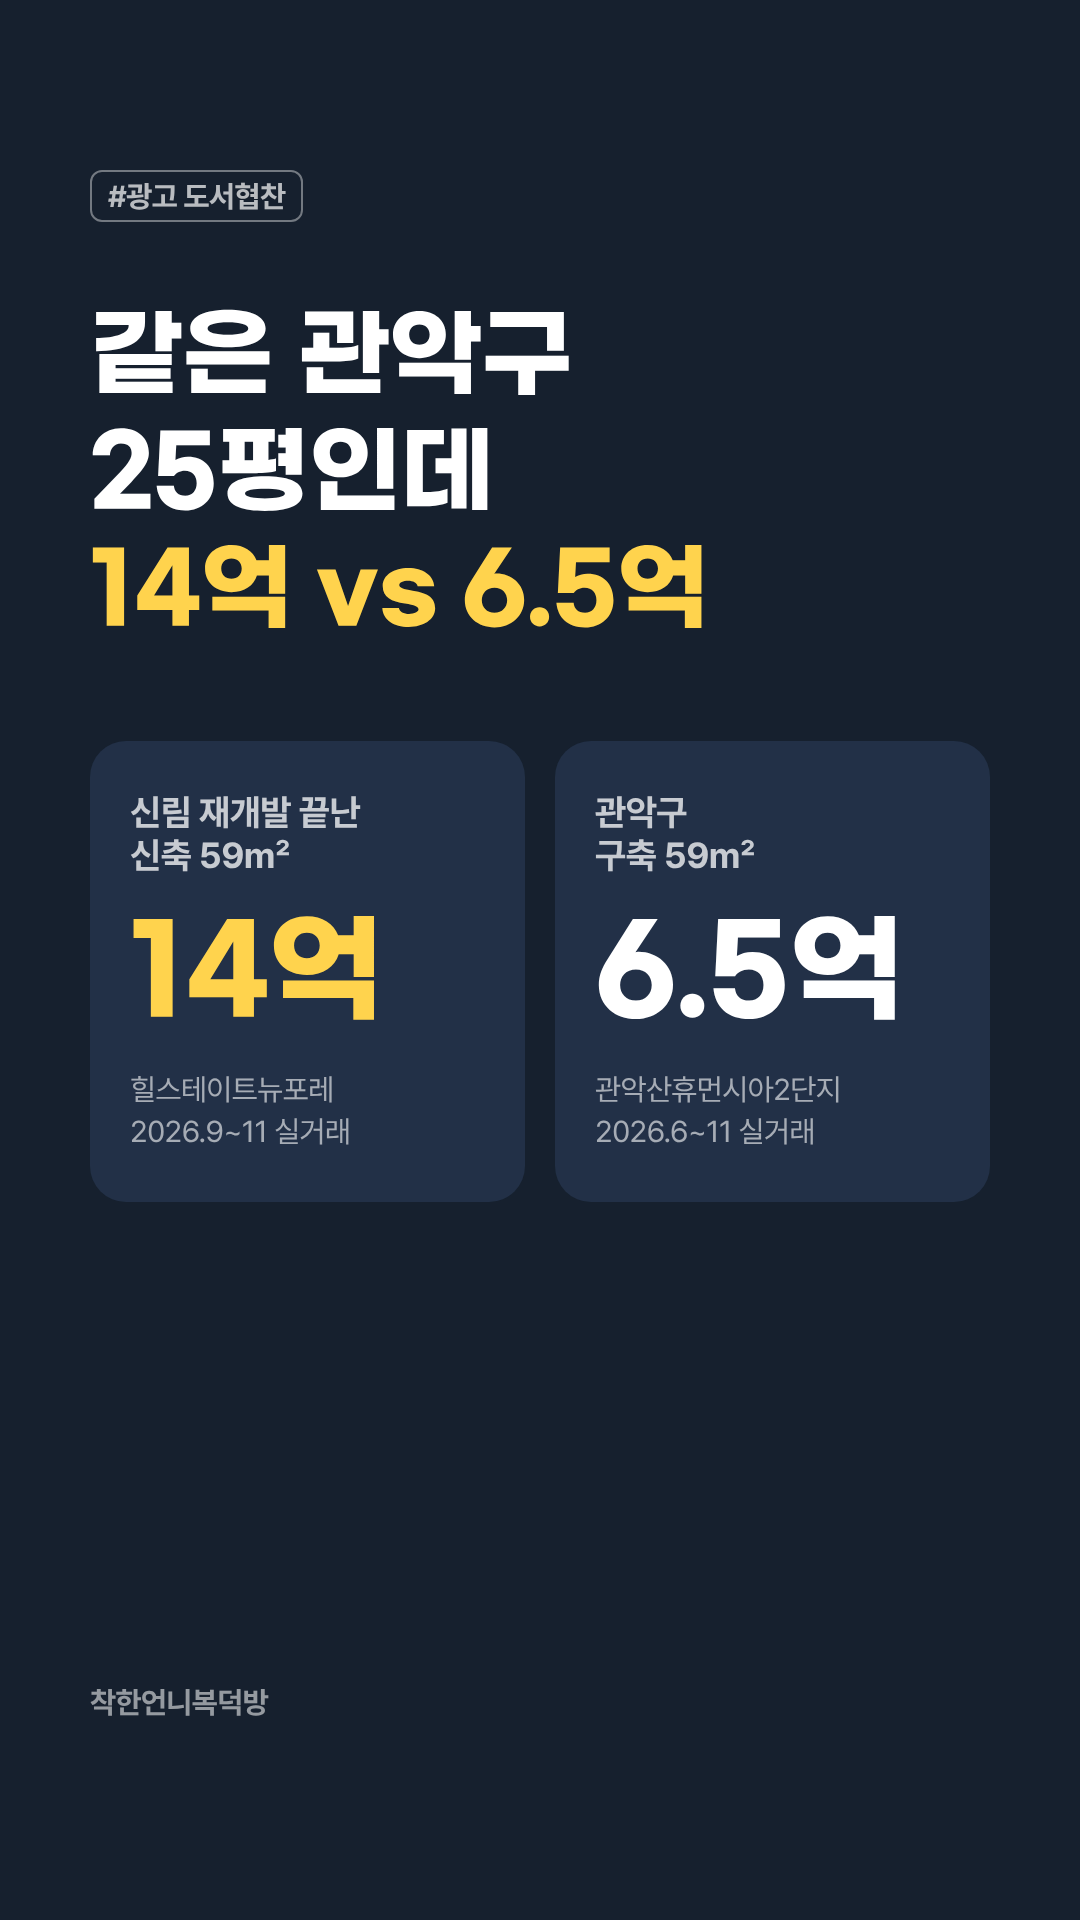 #광고 도서협찬
같은 관악구
25평인데
14억 vs 6.5억
신림 재개발 끝난
신축 59m²
14억
힐스테이트뉴포레
2026.9~11 실거래
관악구
구축 59m²
6.5억
관악산휴먼시아2단지
2026.6~11 실거래
착한언니복덕방